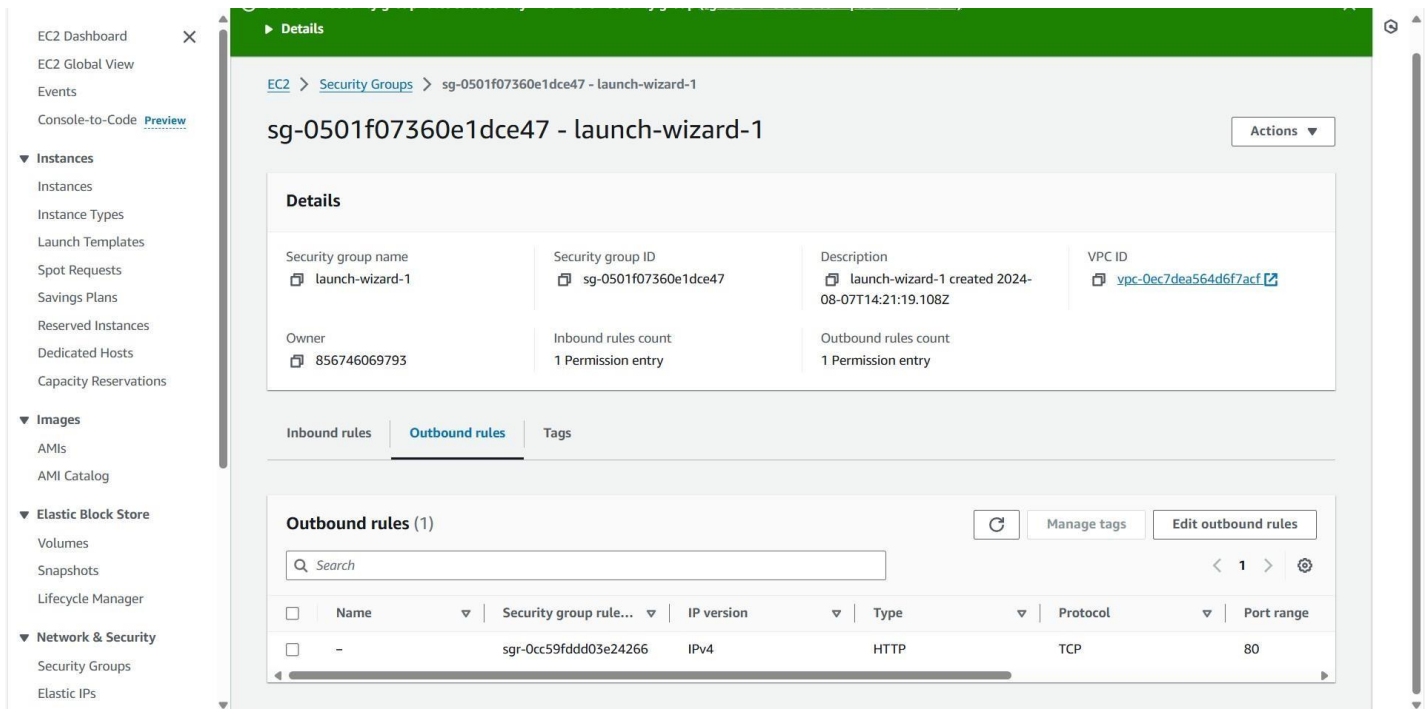 ▶ Details
EC2 Dashboard
EC2 Global View
Events
Console-to-Code Preview
Instances
Instances
Instance Types
Launch Templates
Spot Requests
Savings Plans
Reserved Instances
Dedicated Hosts
Capacity Reservations
Images
AMIs
AMI Catalog
Elastic Block Store
Volumes
Snapshots
Lifecycle Manager
Network & Security
Security Groups
Elastic IPs
EC2 > Security Groups > sg-0501f07360e1dce47 - launch-wizard-1
sg-0501f07360e1dce47 - launch-wizard-1
Actions ▼
Details
Security group name
launch-wizard-1
Security group ID
sg-0501f07360e1dce47
Description
launch-wizard-1 created 2024-
08-07T14:21:19.108Z
VPC ID
vpc-0ec7dea564d6f7acf
Owner
856746069793
Inbound rules count
1 Permission entry
Outbound rules count
1 Permission entry
Inbound rules
Outbound rules
Tags
Outbound rules (1)
Manage tags
Edit outbound rules
Search
< 1 >
Name Security group rule... IP version Type Protocol Port range
– sgr-0cc59fddd03e24266 IPv4 HTTP TCP 80